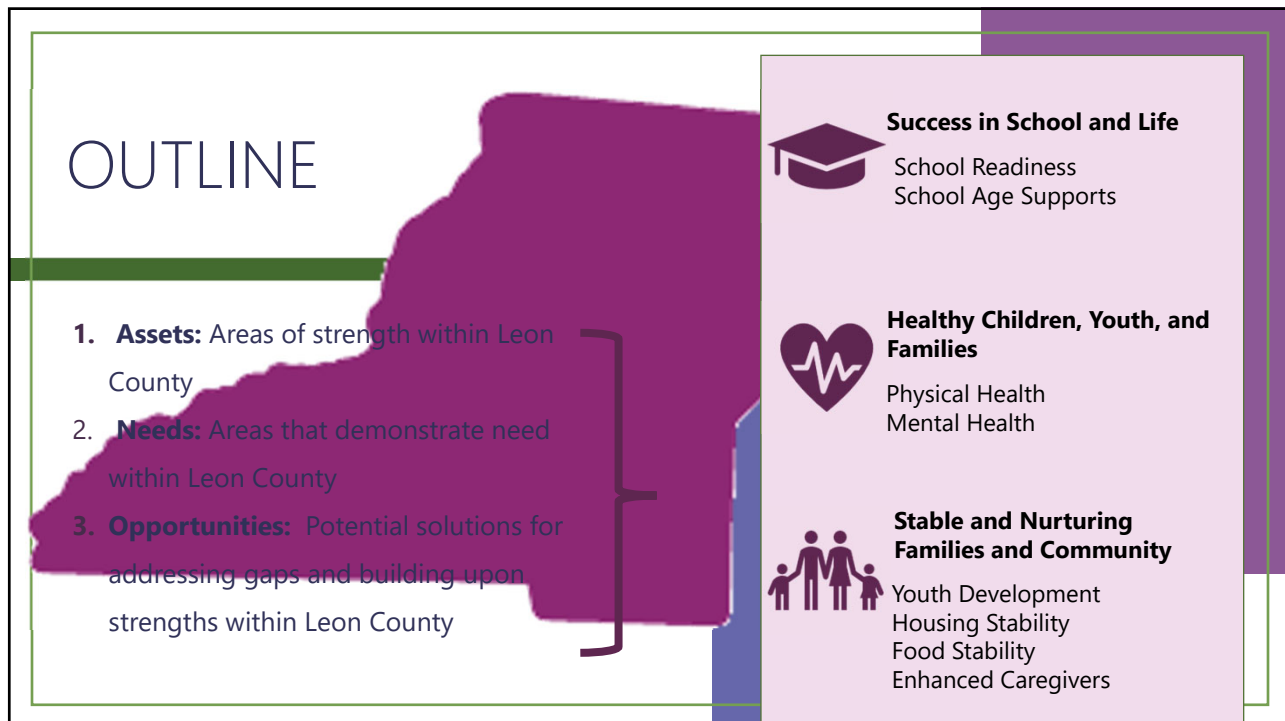 OUTLINE
1. Assets: Areas of strength within Leon
County
2. Needs: Areas that demonstrate need
within Leon County
3. Opportunities: Potential solutions for
addressing gaps and building upon
strengths within Leon County
Success in School and Life
School Readiness
School Age Supports
Healthy Children, Youth, and
Families
Physical Health
Mental Health
Stable and Nurturing
Families and Community
Youth Development
Housing Stability
Food Stability
Enhanced Caregivers